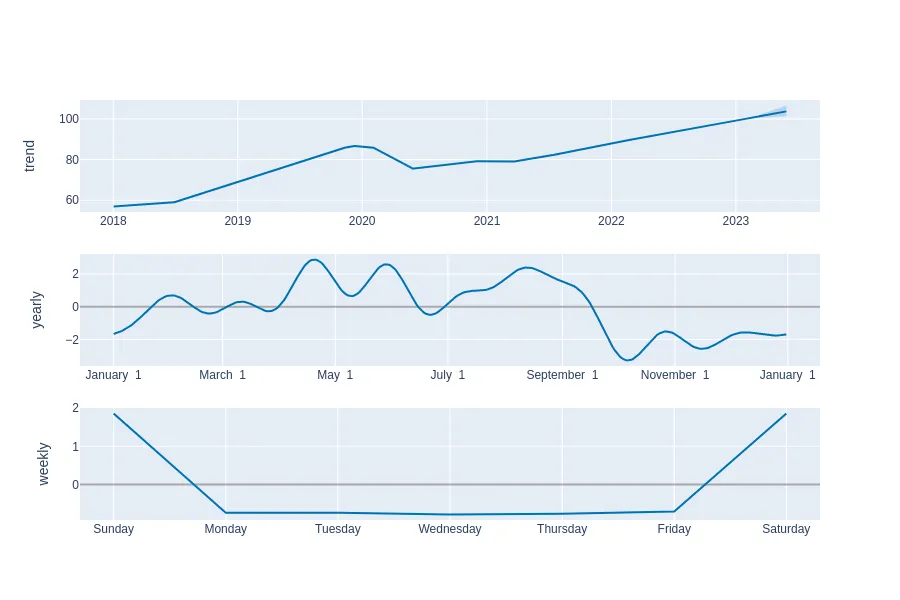 trend
100
80
60
2018 2019 2020 2021 2022 2023
yearly
2
0
−2
January 1 March 1 May 1 July 1 September 1 November 1 January 1
weekly
2
1
0
Sunday Monday Tuesday Wednesday Thursday Friday Saturday